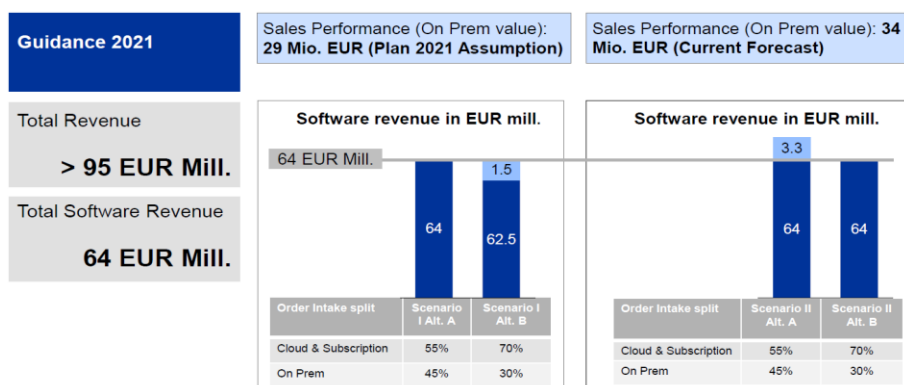 Guidance 2021
Total Revenue
> 95 EUR Mill.
Total Software Revenue
64 EUR Mill.
Sales Performance (On Prem value):
29 Mio. EUR (Plan 2021 Assumption)
Software revenue in EUR mill.
64 EUR Mill.
1.5
64
62.5
Order Intake split
Scenario
I Alt. A
Scenario I
Alt. B
Cloud & Subscription
55%
70%
On Prem
45%
30%
Sales Performance (On Prem value): 34
Mio. EUR (Current Forecast)
Software revenue in EUR mill.
3.3
64
64
Order Intake split
Scenario II
Alt. A
Scenario II
Alt. B
Cloud & Subscription
55%
70%
On Prem
45%
30%